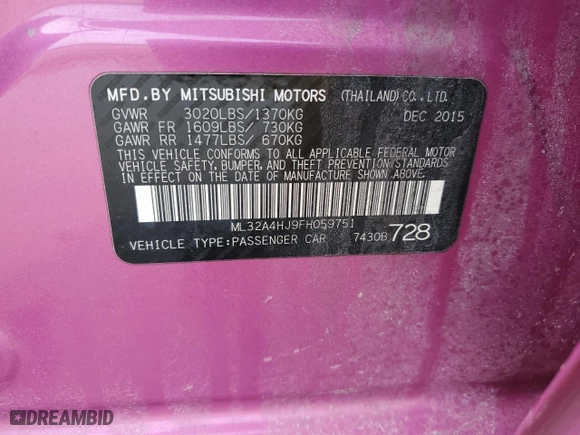 MFD.BY MITSUBISHI MOTORS (THAILAND)CO.,LTD.
GVWR 3020LBS/1370KG DEC 2015
GAWR FR 1609LBS/ 730KG
GAWR RR 1477LBS/ 670KG
THIS VEHICLE CONFORMS TO ALL APPLICABLE FEDERAL MOTOR
VEHICLE SAFETY, BUMPER, AND THEFT PREVENTION STANDARDS
IN EFFECT ON THE DATE OF MANUFACTURE SHOWN ABOVE.
ML32A4HJ9FH059751
VEHICLE TYPE:PASSENGER CAR 7430B 728
DREAMBID